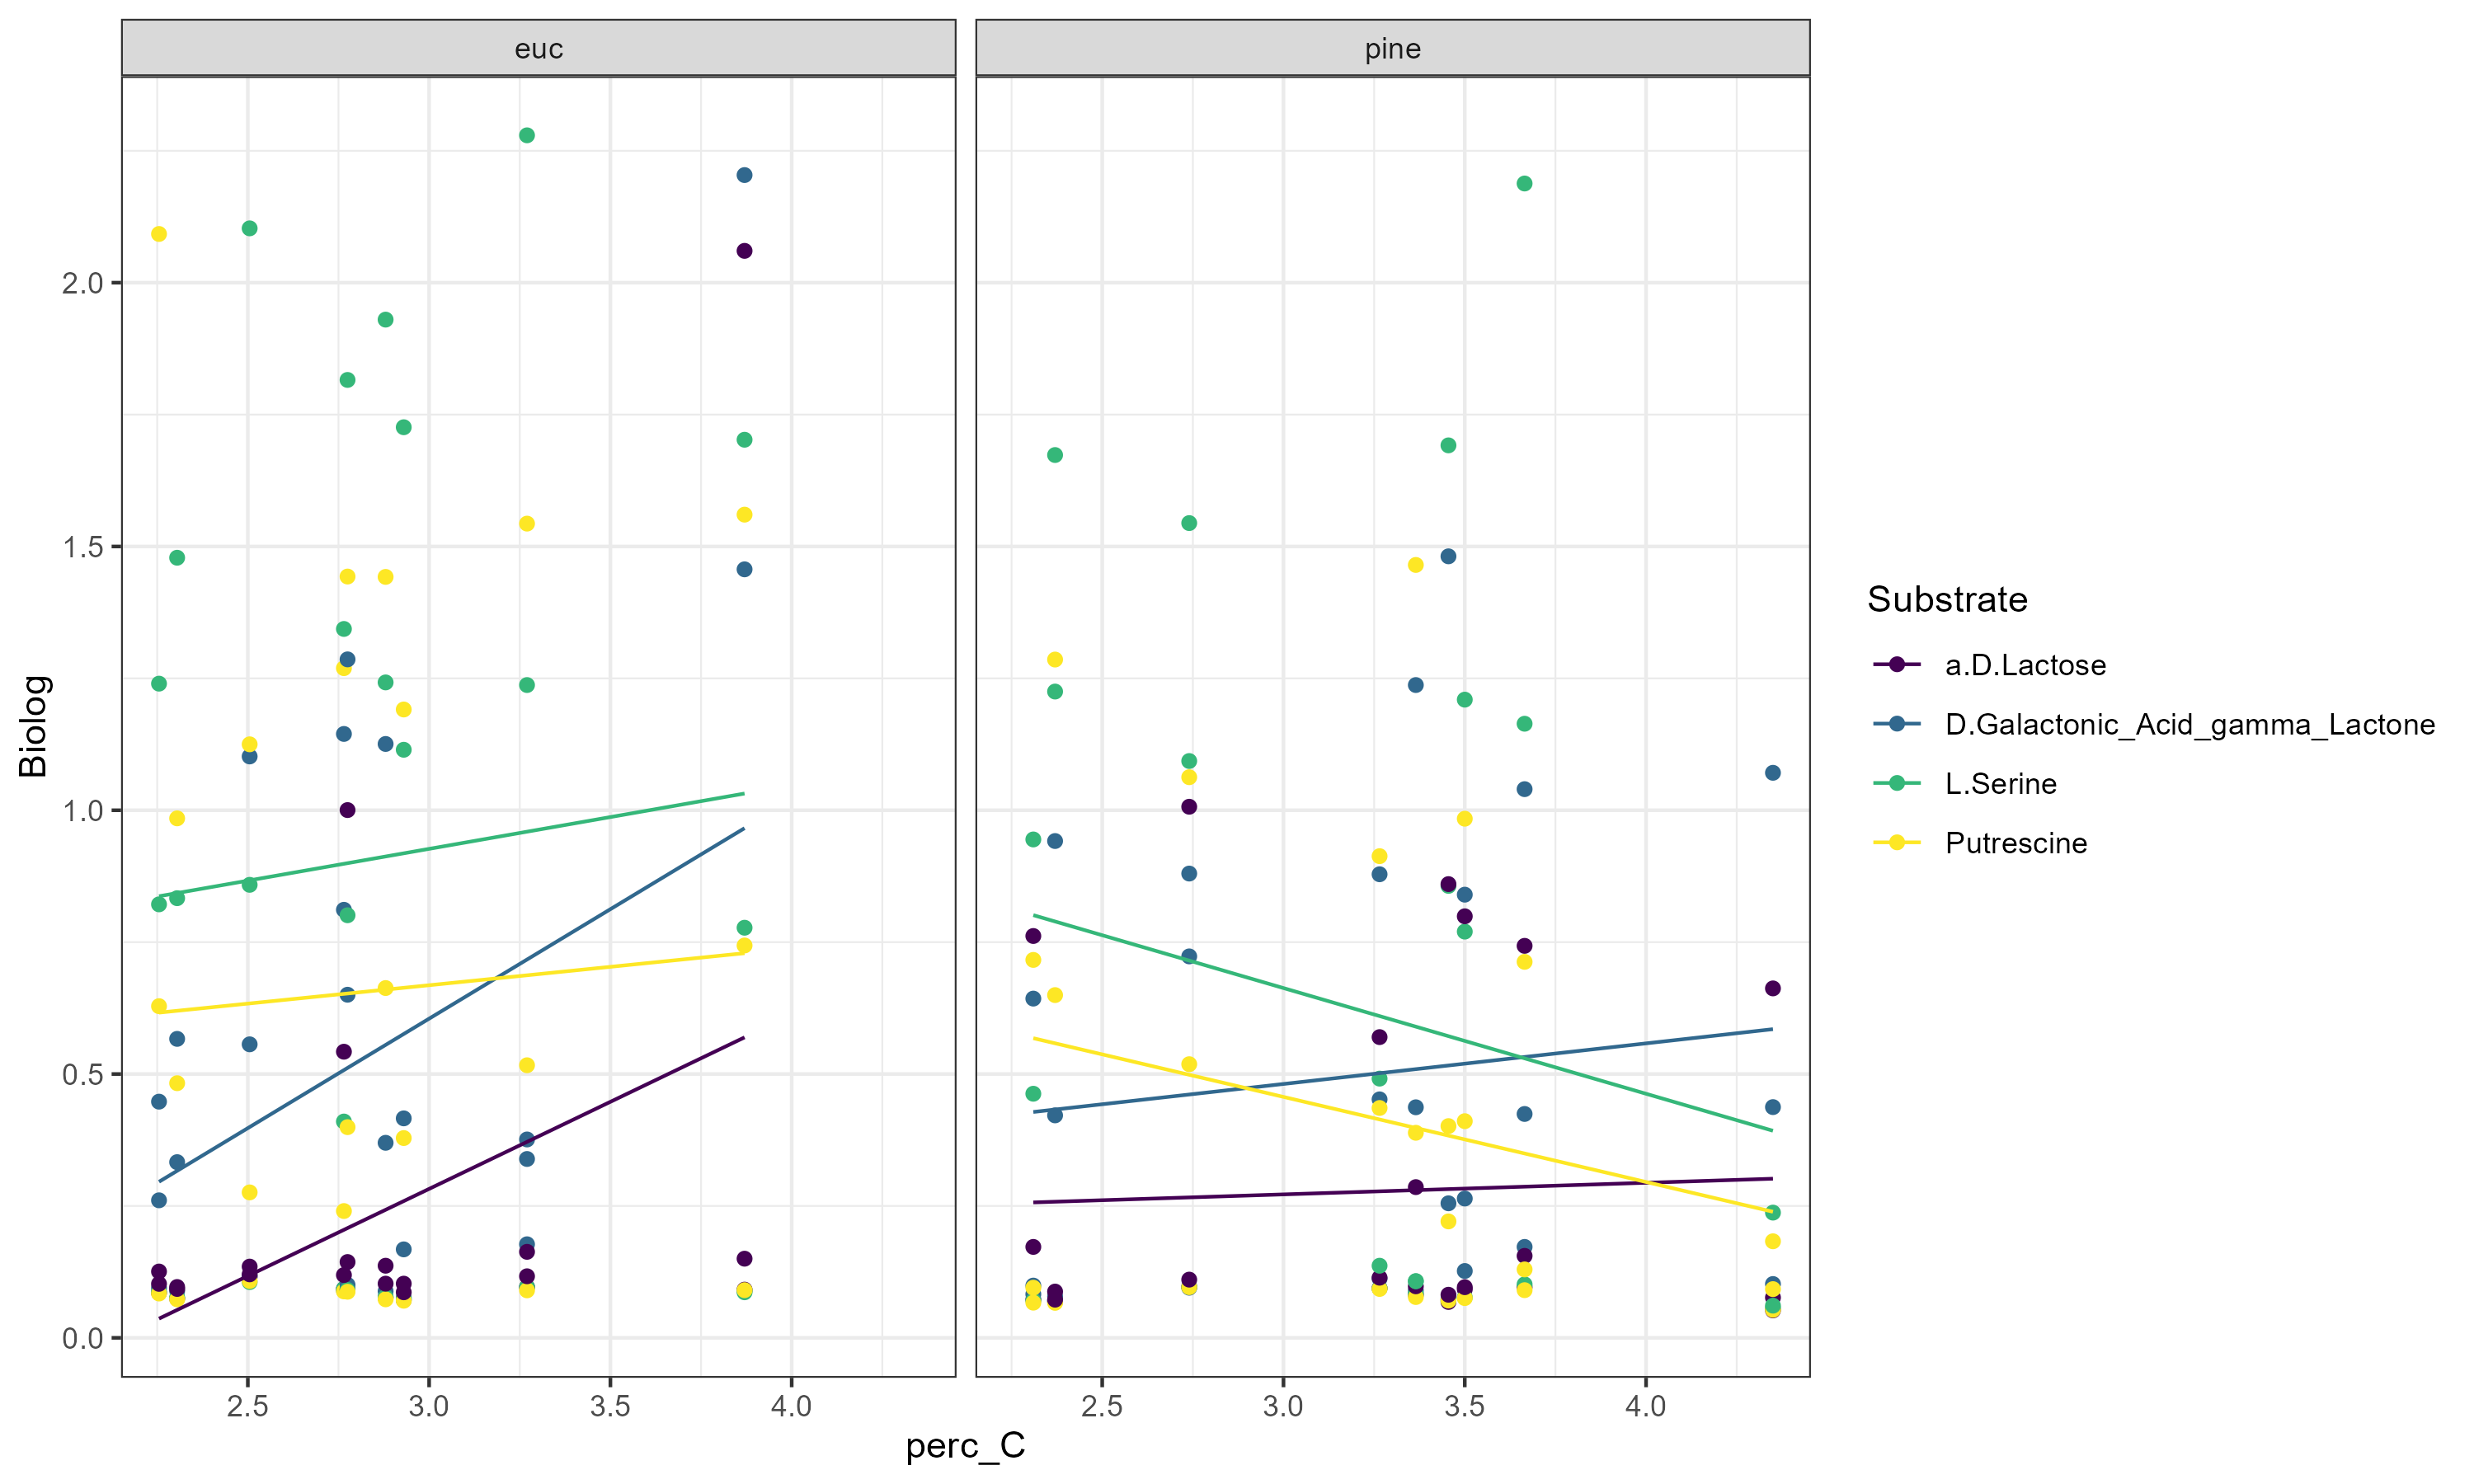 euc
pine
Biolog
2.0
1.5
1.0
0.5
0.0
2.5 3.0 3.5 4.0
2.5 3.0 3.5 4.0
perc_C
Substrate
a.D.Lactose
D.Galactonic_Acid_gamma_Lactone
L.Serine
Putrescine